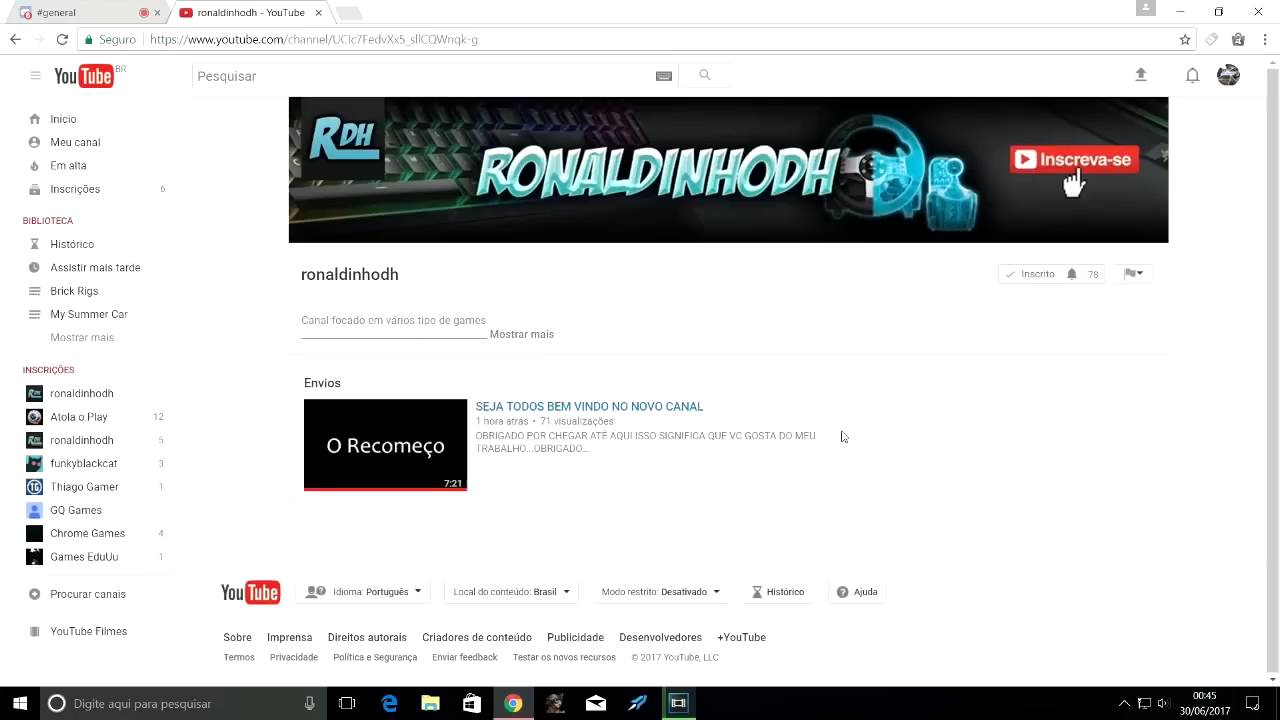 #general
ronaldinhodh - YouTube
Seguro
https://www.youtube.com/channel/UCIc7FedvXx5_sllCQWnqk-g
YouTube BR
Pesquisar
Início
Meu canal
Em alta
Inscrições 6
BIBLIOTECA
Histórico
Assistir mais tarde
Brick Rigs
My Summer Car
Mostrar mais
INSCRIÇÕES
ronaldinhodh
Atola o Play 12
ronaldinhodh 5
funkyblackcat 3
Thiago Gamer 1
GQ Games
Chrome Games 4
Games EduUu 1
Procurar canais
YouTube Filmes
RDH
RONALDINHODH
Inscreva-se
ronaldinhodh
Inscrito 78
Canal focado em vários tipo de games
Mostrar mais
Envios
O Recomeço
7:21
SEJA TODOS BEM VINDO NO NOVO CANAL
1 hora atrás • 71 visualizações
OBRIGADO POR CHEGAR ATÉ AQUI ISSO SIGNIFICA QUE VC GOSTA DO MEU
TRABALHO...OBRIGADO...
YouTube
Idioma: Português
Local do conteúdo: Brasil
Modo restrito: Desativado
Histórico
Ajuda
Sobre Imprensa Direitos autorais Criadores de conteúdo Publicidade Desenvolvedores +YouTube
Termos Privacidade Política e Segurança Enviar feedback Testar os novos recursos © 2017 YouTube, LLC
Digite aqui para pesquisar
00:45
30/06/2017